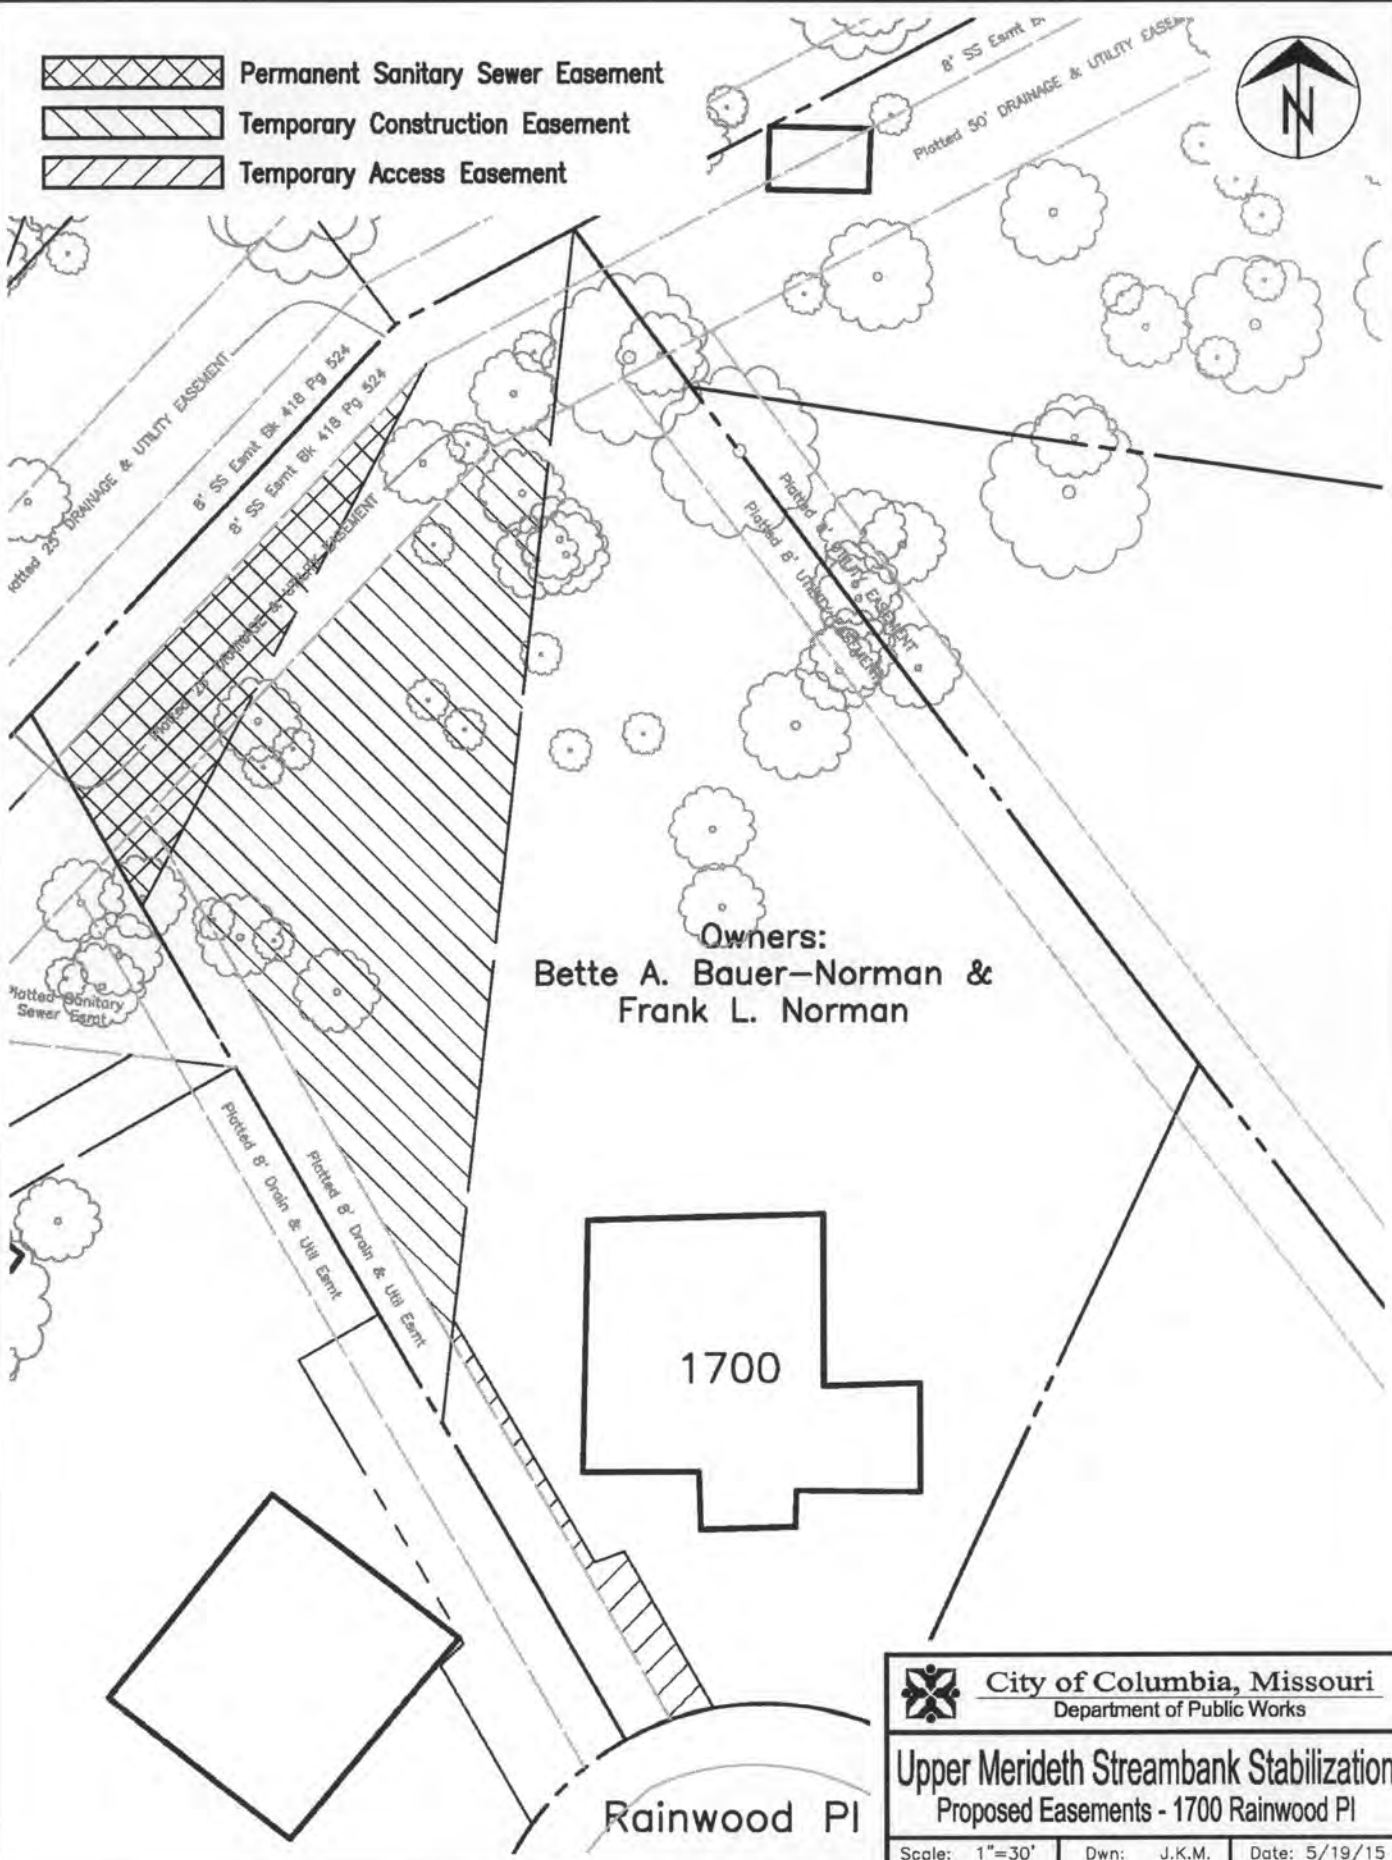 Permanent Sanitary Sewer Easement
Temporary Construction Easement
Temporary Access Easement
8' SS Esmt
Platted 50' DRAINAGE & UTILITY
N
25' DRAINAGE & UTILITY EASEMENT
8' SS Esmt Bk 418 Pg 524
8' SS Esmt Bk 418 Pg 524
Platted 25' DRAINAGE & UTILITY EASEMENT
Platted 8' UTILITY EASEMENT
Platted 8' UTILITY EASEMENT
Owners:
Bette A. Bauer-Norman &
Frank L. Norman
Platted Sanitary
Sewer Esmt
Platted 8' Drain & Util Esmt
Platted 8' Drain & Util Esmt
1700
Rainwood Pl
City of Columbia, Missouri
Department of Public Works
Upper Merideth Streambank Stabilization
Proposed Easements - 1700 Rainwood Pl
Scale: 1"=30' Dwn: J.K.M. Date: 5/19/15